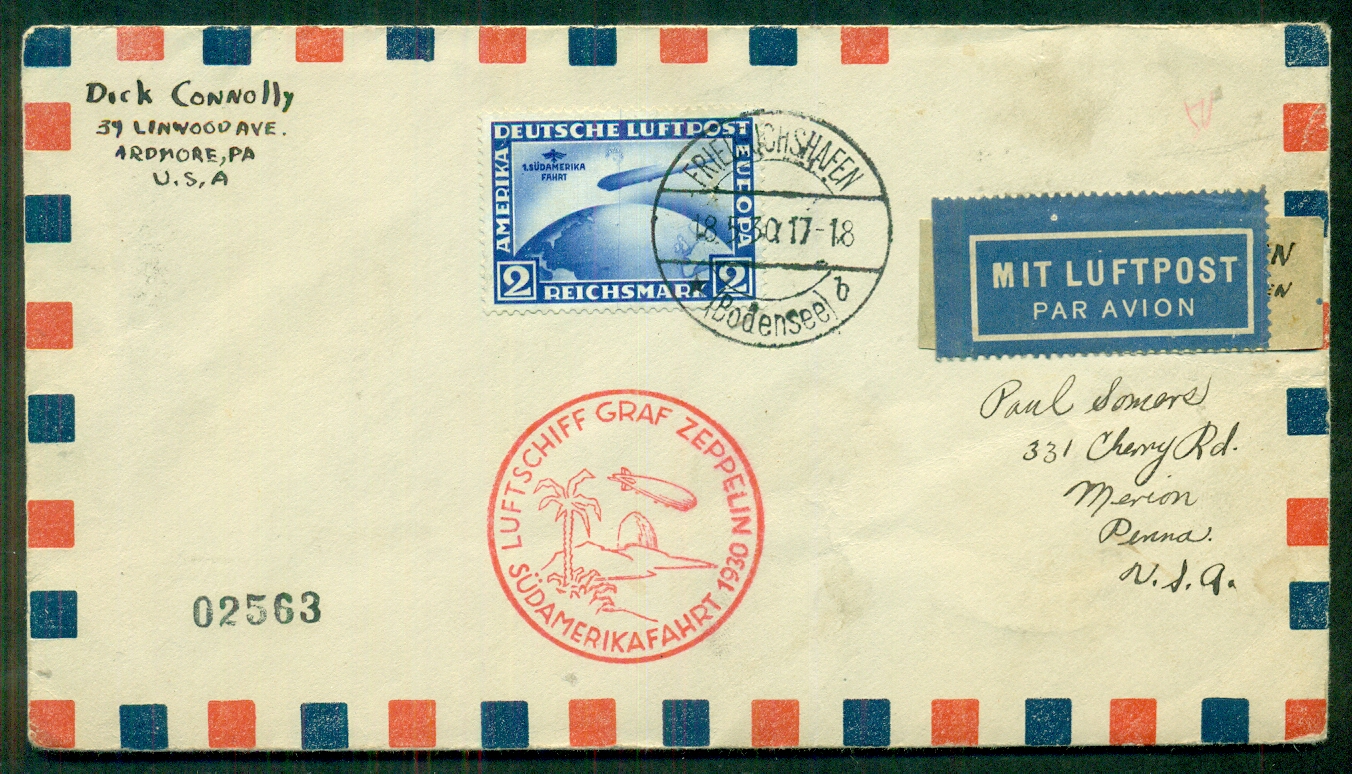 Dick Connolly
39 LINWOOD AVE.
ARDMORE, PA
U.S.A
DEUTSCHE LUFTPOST
AMERIKA
EUROPA
1. SÜDAMERIKA
FAHRT
2 REICHSMARK 2
FRIEDRICHSHAFEN
18.5.30 17-18
(Bodensee) b
MIT LUFTPOST
PAR AVION
EN
EN
Paul Somers
331 Cherry Rd.
Merion
Penna.
U.S.A.
LUFTSCHIFF GRAF ZEPPELIN
SÜDAMERIKAFAHRT 1930
02563